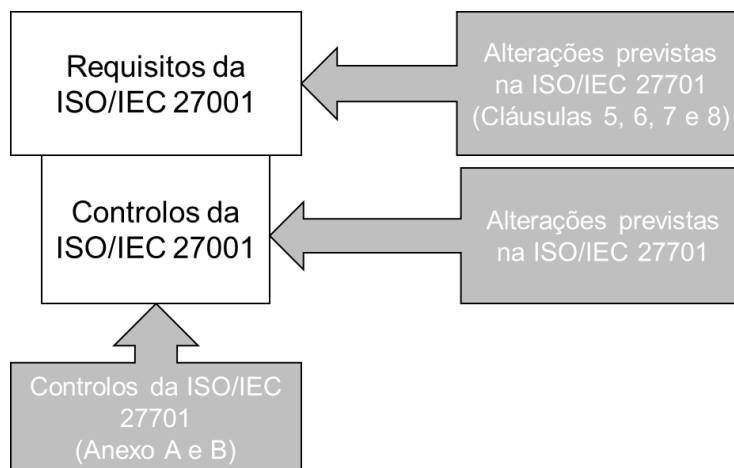 Requisitos da
ISO/IEC 27001
Alterações previstas
na ISO/IEC 27701
(Cláusulas 5, 6, 7 e 8)
Controlos da
ISO/IEC 27001
Alterações previstas
na ISO/IEC 27701
Controlos da ISO/IEC
27701
(Anexo A e B)